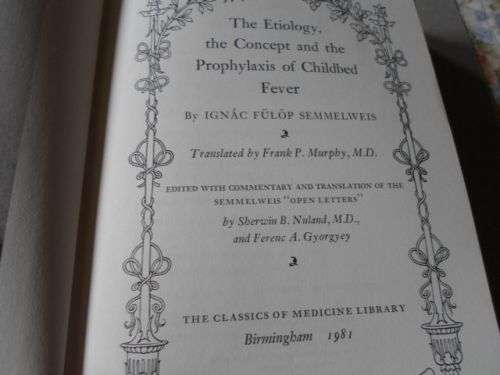 The Etiology,
the Concept and the
Prophylaxis of Childbed
Fever
By IGNÁC FÜLÖP SEMMELWEIS
Translated by Frank P. Murphy, M.D.
EDITED WITH COMMENTARY AND TRANSLATION OF THE
SEMMELWEIS "OPEN LETTERS"
by Sherwin B. Nuland, M.D.,
and Ferenc A. Gyorgyey
THE CLASSICS OF MEDICINE LIBRARY
Birmingham 1981